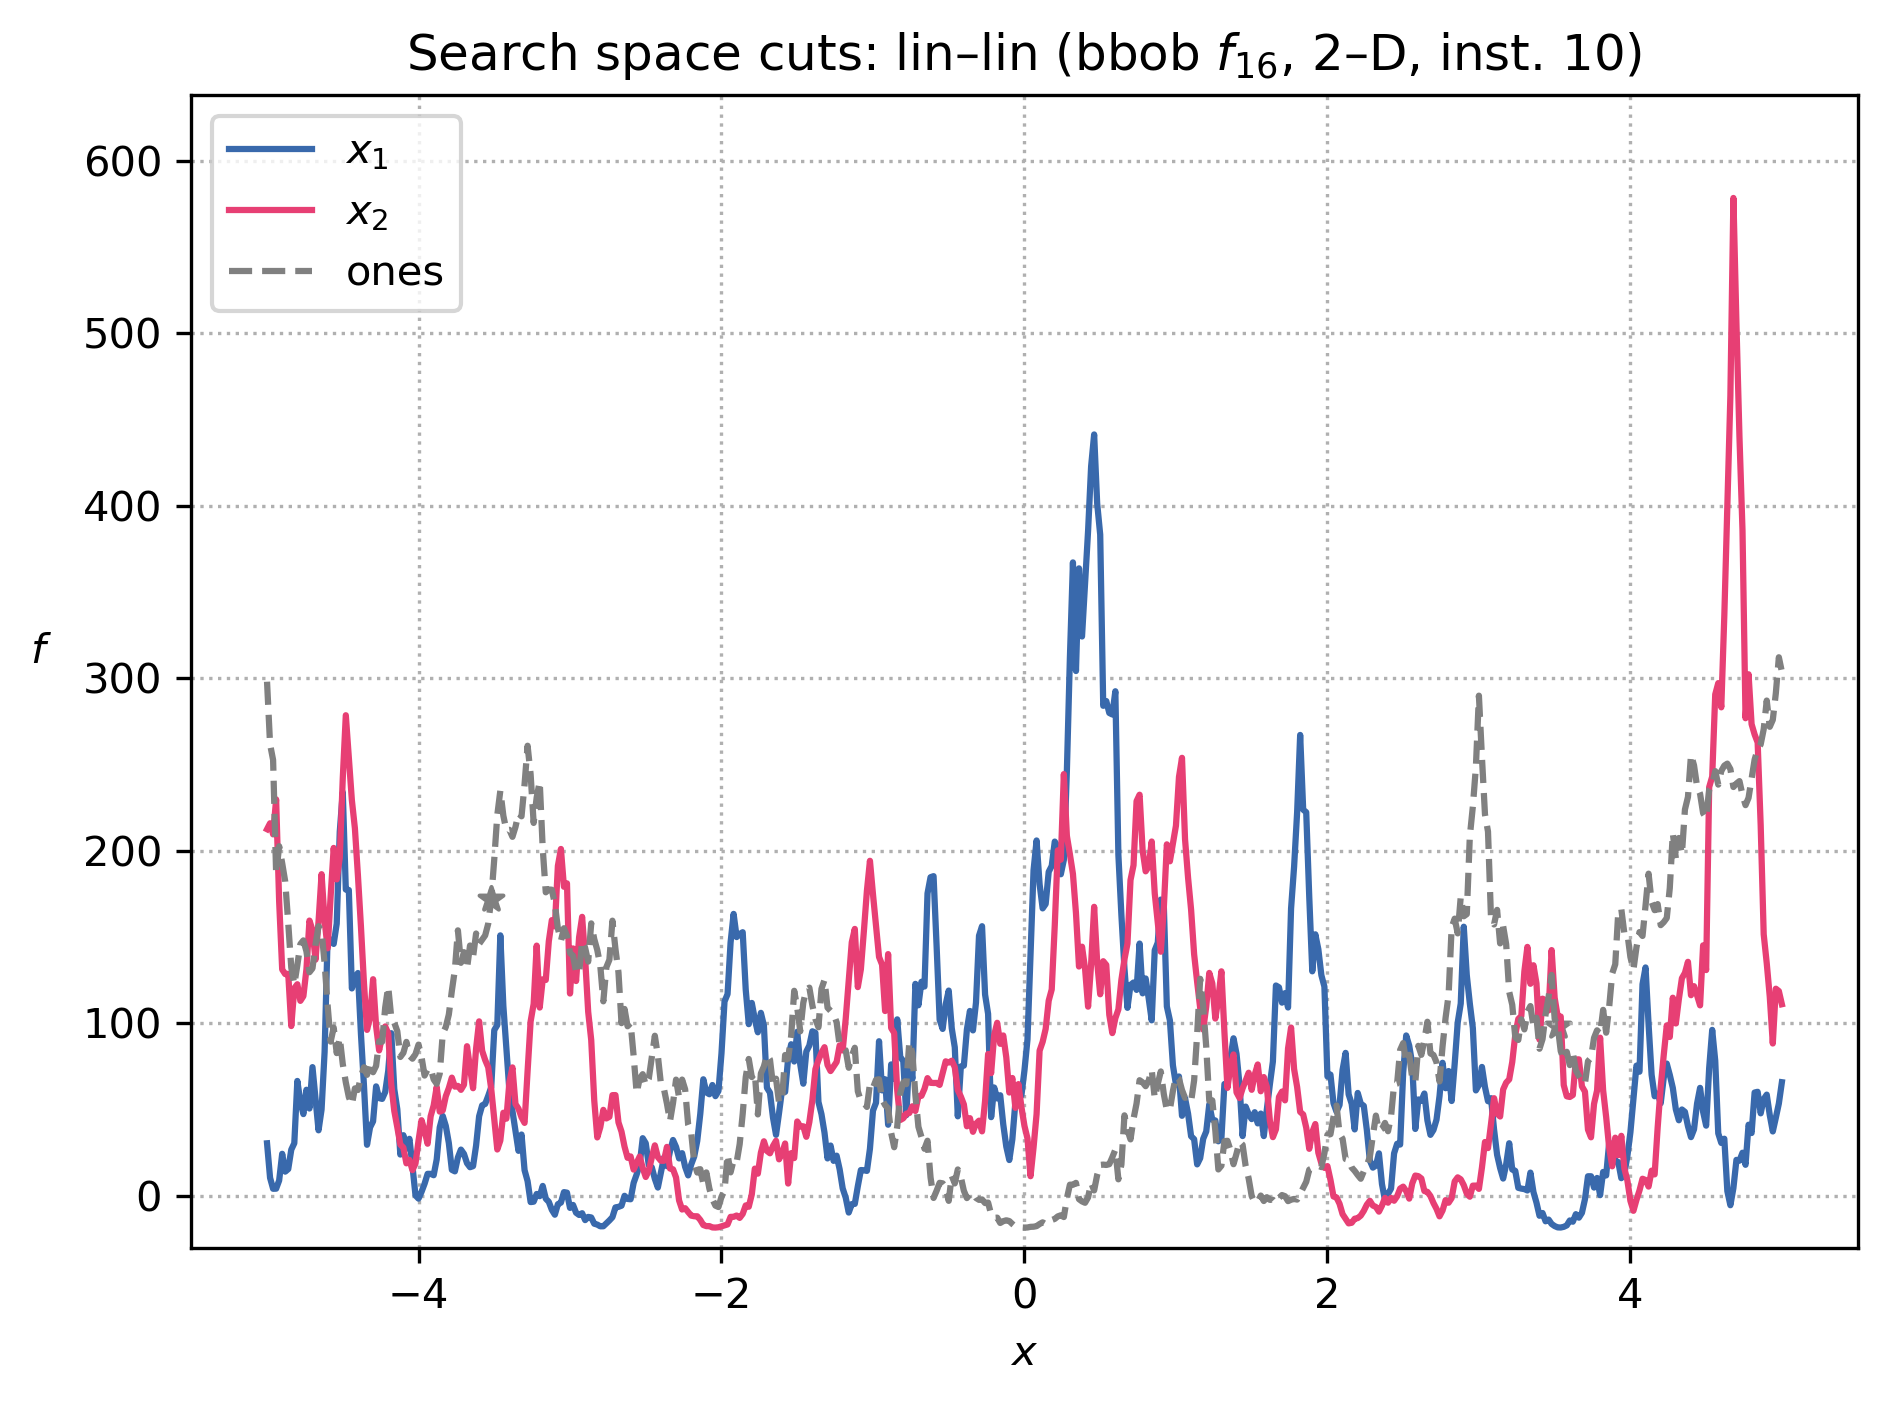 Search space cuts: lin–lin (bbob f16, 2–D, inst. 10)
x1
x2
ones
600
500
400
300
200
100
0
f
−4
−2
0
2
4
x